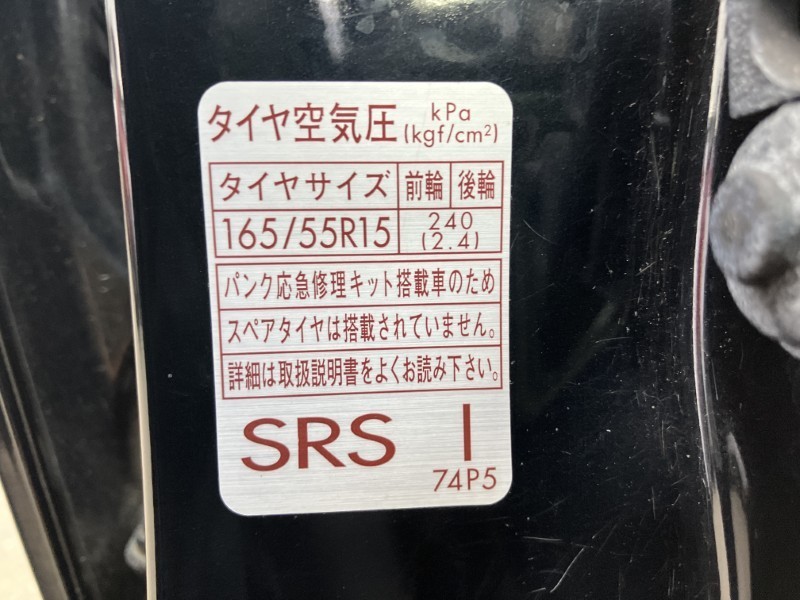 タイヤ空気圧 kPa
(kgf/cm²)
タイヤサイズ 前輪 後輪
165/55R15 240
(2.4)
パンク応急修理キット搭載車のため
スペアタイヤは搭載されていません。
詳細は取扱説明書をよくお読み下さい。
SRS I
74P5